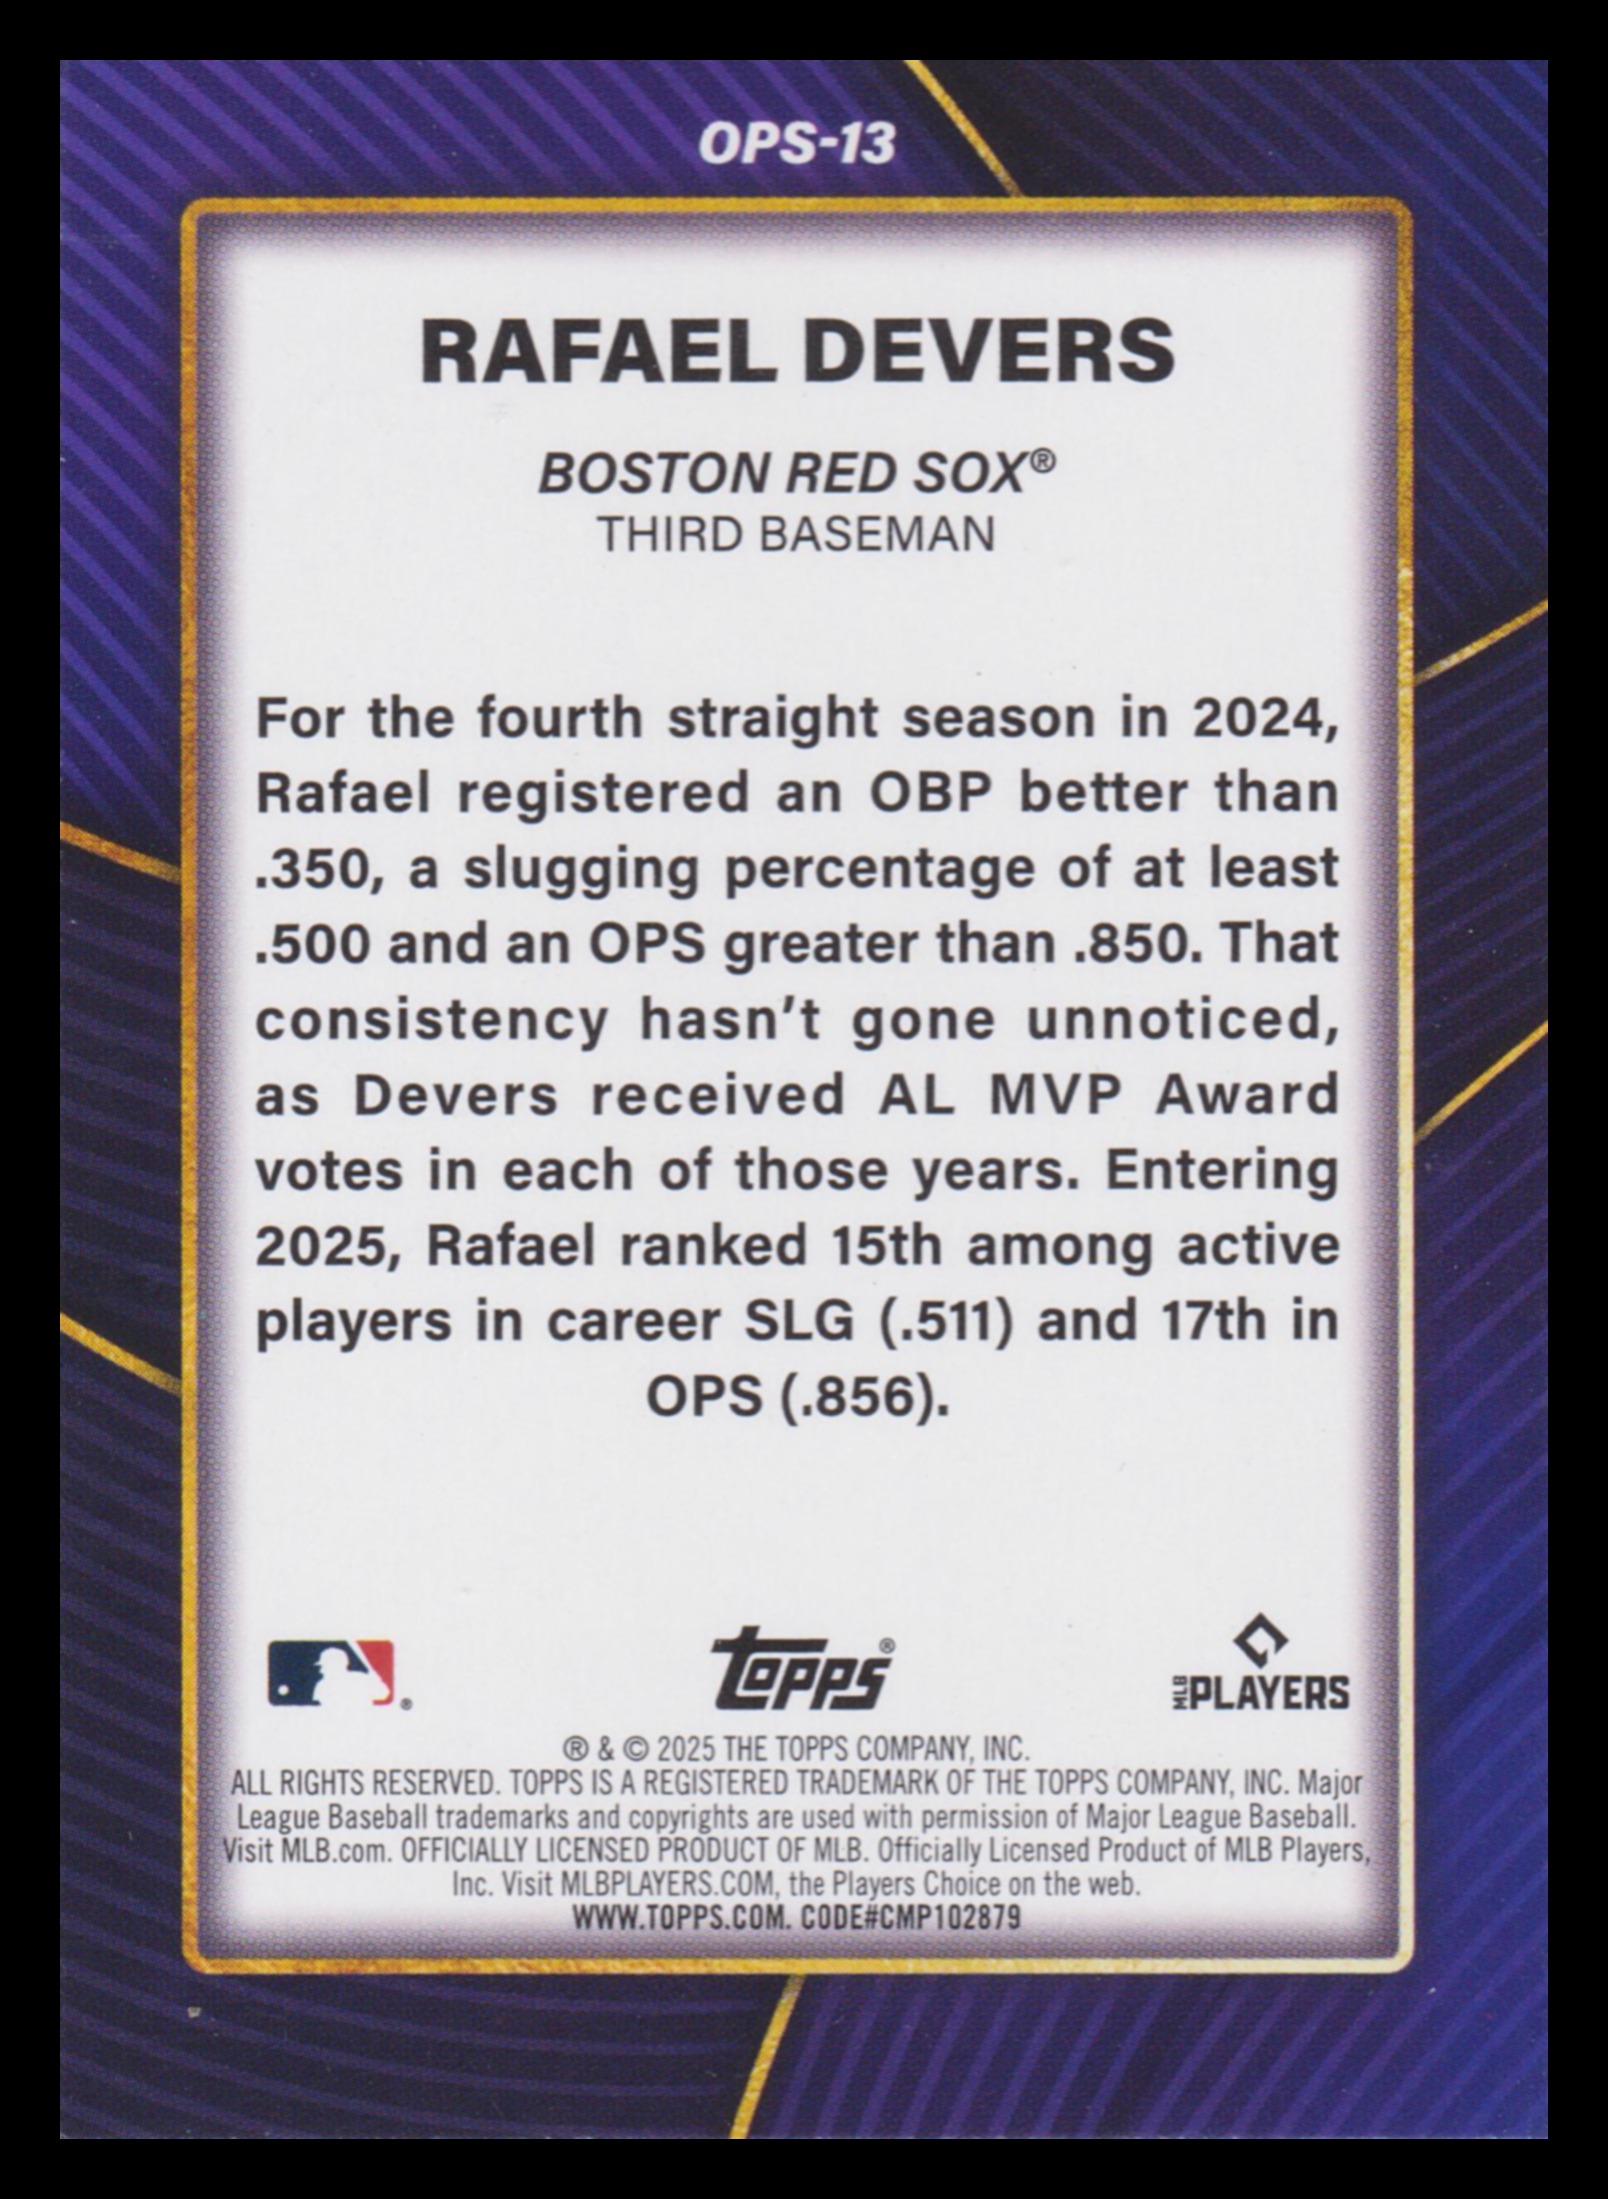 OPS-13
RAFAEL DEVERS
BOSTON RED SOX®
THIRD BASEMAN
For the fourth straight season in 2024,
Rafael registered an OBP better than
.350, a slugging percentage of at least
.500 and an OPS greater than .850. That
consistency hasn't gone unnoticed,
as Devers received AL MVP Award
votes in each of those years. Entering
2025, Rafael ranked 15th among active
players in career SLG (.511) and 17th in
OPS (.856).
®
Topps®
MLB PLAYERS
® & © 2025 THE TOPPS COMPANY, INC.
ALL RIGHTS RESERVED. TOPPS IS A REGISTERED TRADEMARK OF THE TOPPS COMPANY, INC. Major
League Baseball trademarks and copyrights are used with permission of Major League Baseball.
Visit MLB.com. OFFICIALLY LICENSED PRODUCT OF MLB. Officially Licensed Product of MLB Players,
Inc. Visit MLBPLAYERS.COM, the Players Choice on the web.
WWW.TOPPS.COM. CODE#CMP102879